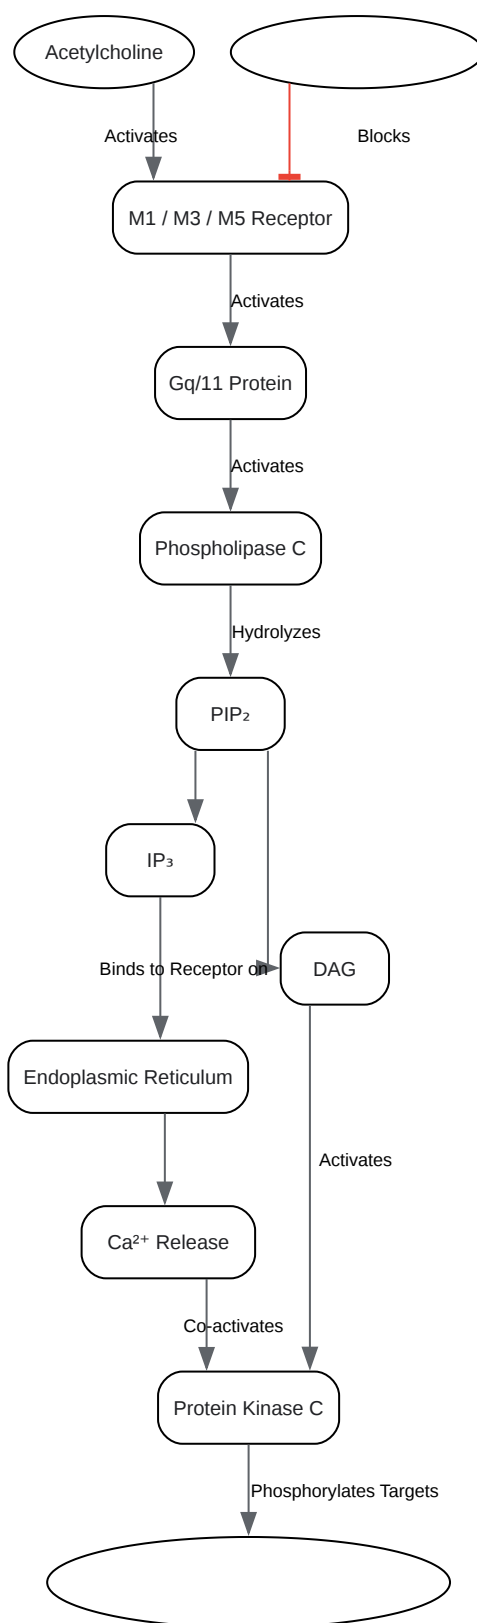 Acetylcholine
Activates
Blocks
M1 / M3 / M5 Receptor
Activates
Gq/11 Protein
Activates
Phospholipase C
Hydrolyzes
PIP₂
IP₃
Binds to Receptor on
DAG
Endoplasmic Reticulum
Activates
Ca²⁺ Release
Co-activates
Protein Kinase C
Phosphorylates Targets